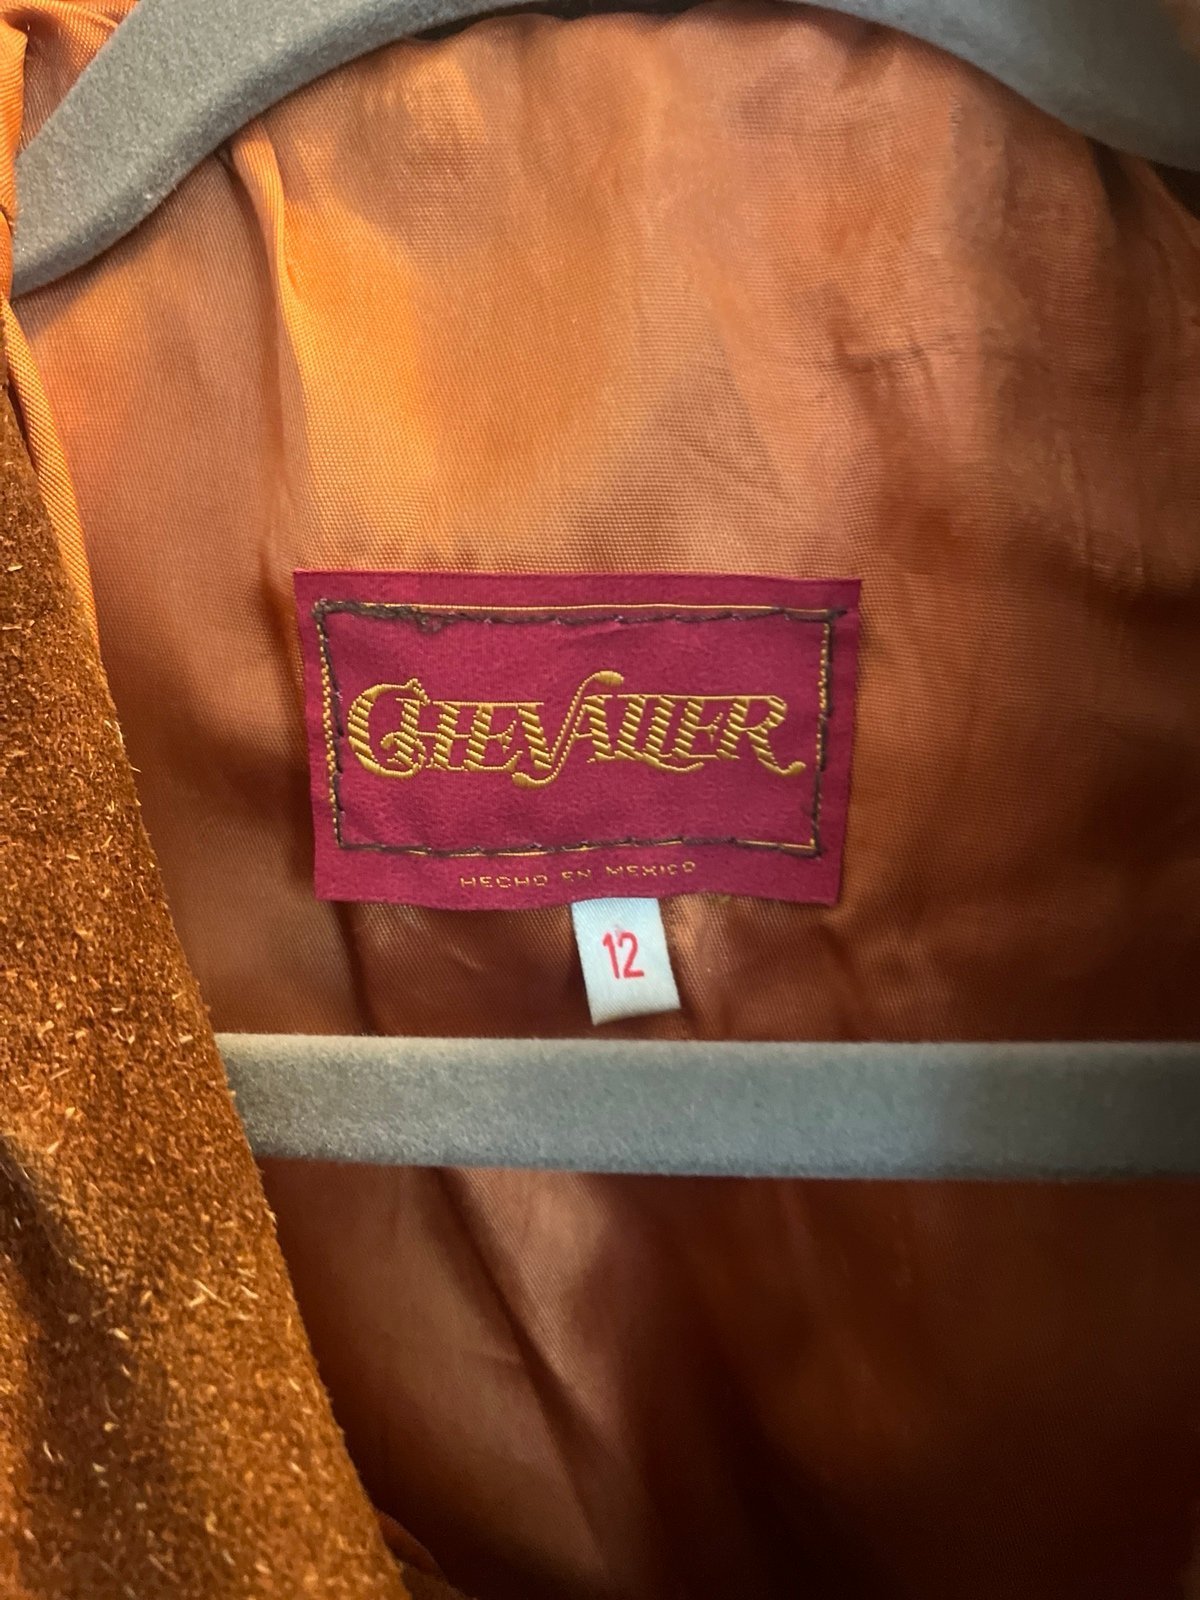 CHEVALIER
HECHO EN MEXICO
12